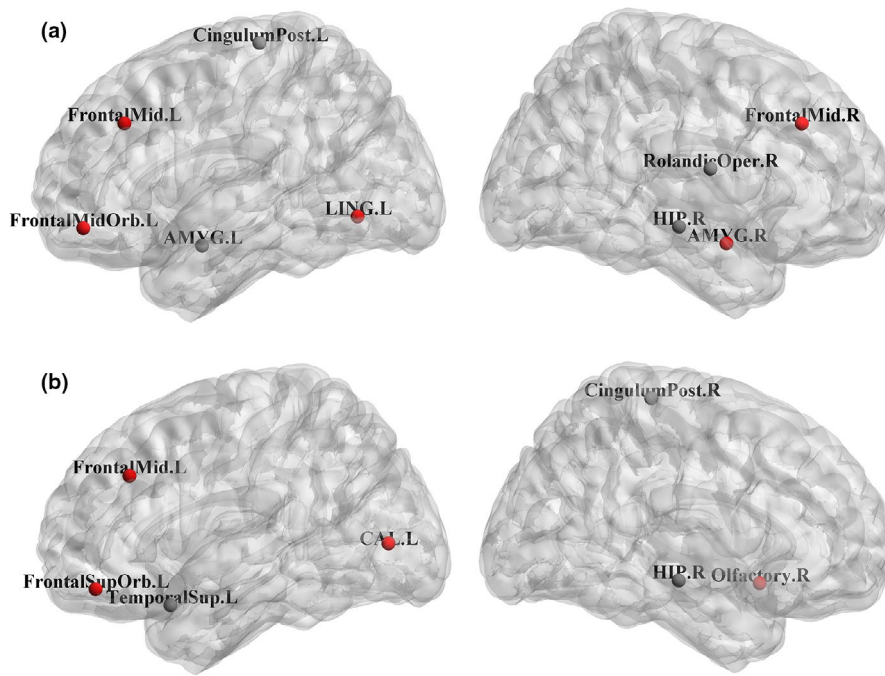 (a)
CingulumPost.L
FrontalMid.L
FrontalMidOrb.L
AMYG.L
LING.L
FrontalMid.R
RolandicOper.R
HIP.R
AMYG.R
(b)
FrontalMid.L
CAL.L
FrontalSupOrb.L
TemporalSup.L
CingulumPost.R
HIP.R
Olfactory.R